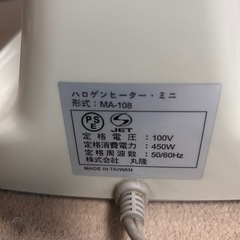 ハロゲンヒーター・ミニ
形式：MA-108
PS
E
JET
定格電圧：100V
定格消費電力：450W
定格周波数：50/60Hz
株式会社 丸隆
MADE IN TAIWAN